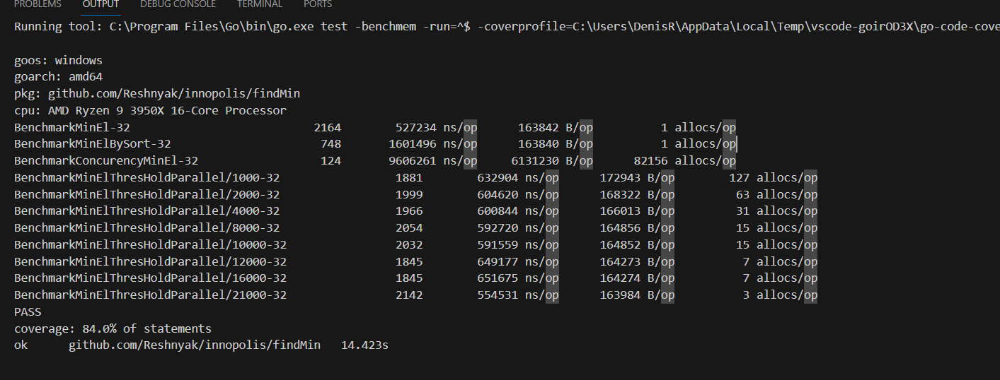 PROBLEMS OUTPUT DEBUG CONSOLE TERMINAL PORTS
Running tool: C:\Program Files\Go\bin\go.exe test -benchmem -run=^$ -coverprofile=C:\Users\DenisR\AppData\Local\Temp\vscode-goirOD3X\go-code-cove
goos: windows
goarch: amd64
pkg: github.com/Reshnyak/innopolis/findMin
cpu: AMD Ryzen 9 3950X 16-Core Processor
BenchmarkMinEl-32 2164 527234 ns/op 163842 B/op 1 allocs/op
BenchmarkMinElBySort-32 748 1601496 ns/op 163840 B/op 1 allocs/op
BenchmarkConcurencyMinEl-32 124 9606261 ns/op 6131230 B/op 82156 allocs/op
BenchmarkMinElThresHoldParallel/1000-32 1881 632904 ns/op 172943 B/op 127 allocs/op
BenchmarkMinElThresHoldParallel/2000-32 1999 604620 ns/op 168322 B/op 63 allocs/op
BenchmarkMinElThresHoldParallel/4000-32 1966 600844 ns/op 166013 B/op 31 allocs/op
BenchmarkMinElThresHoldParallel/8000-32 2054 592720 ns/op 164856 B/op 15 allocs/op
BenchmarkMinElThresHoldParallel/10000-32 2032 591559 ns/op 164852 B/op 15 allocs/op
BenchmarkMinElThresHoldParallel/12000-32 1845 649177 ns/op 164273 B/op 7 allocs/op
BenchmarkMinElThresHoldParallel/16000-32 1845 651675 ns/op 164274 B/op 7 allocs/op
BenchmarkMinElThresHoldParallel/21000-32 2142 554531 ns/op 163984 B/op 3 allocs/op
PASS
coverage: 84.0% of statements
ok github.com/Reshnyak/innopolis/findMin 14.423s